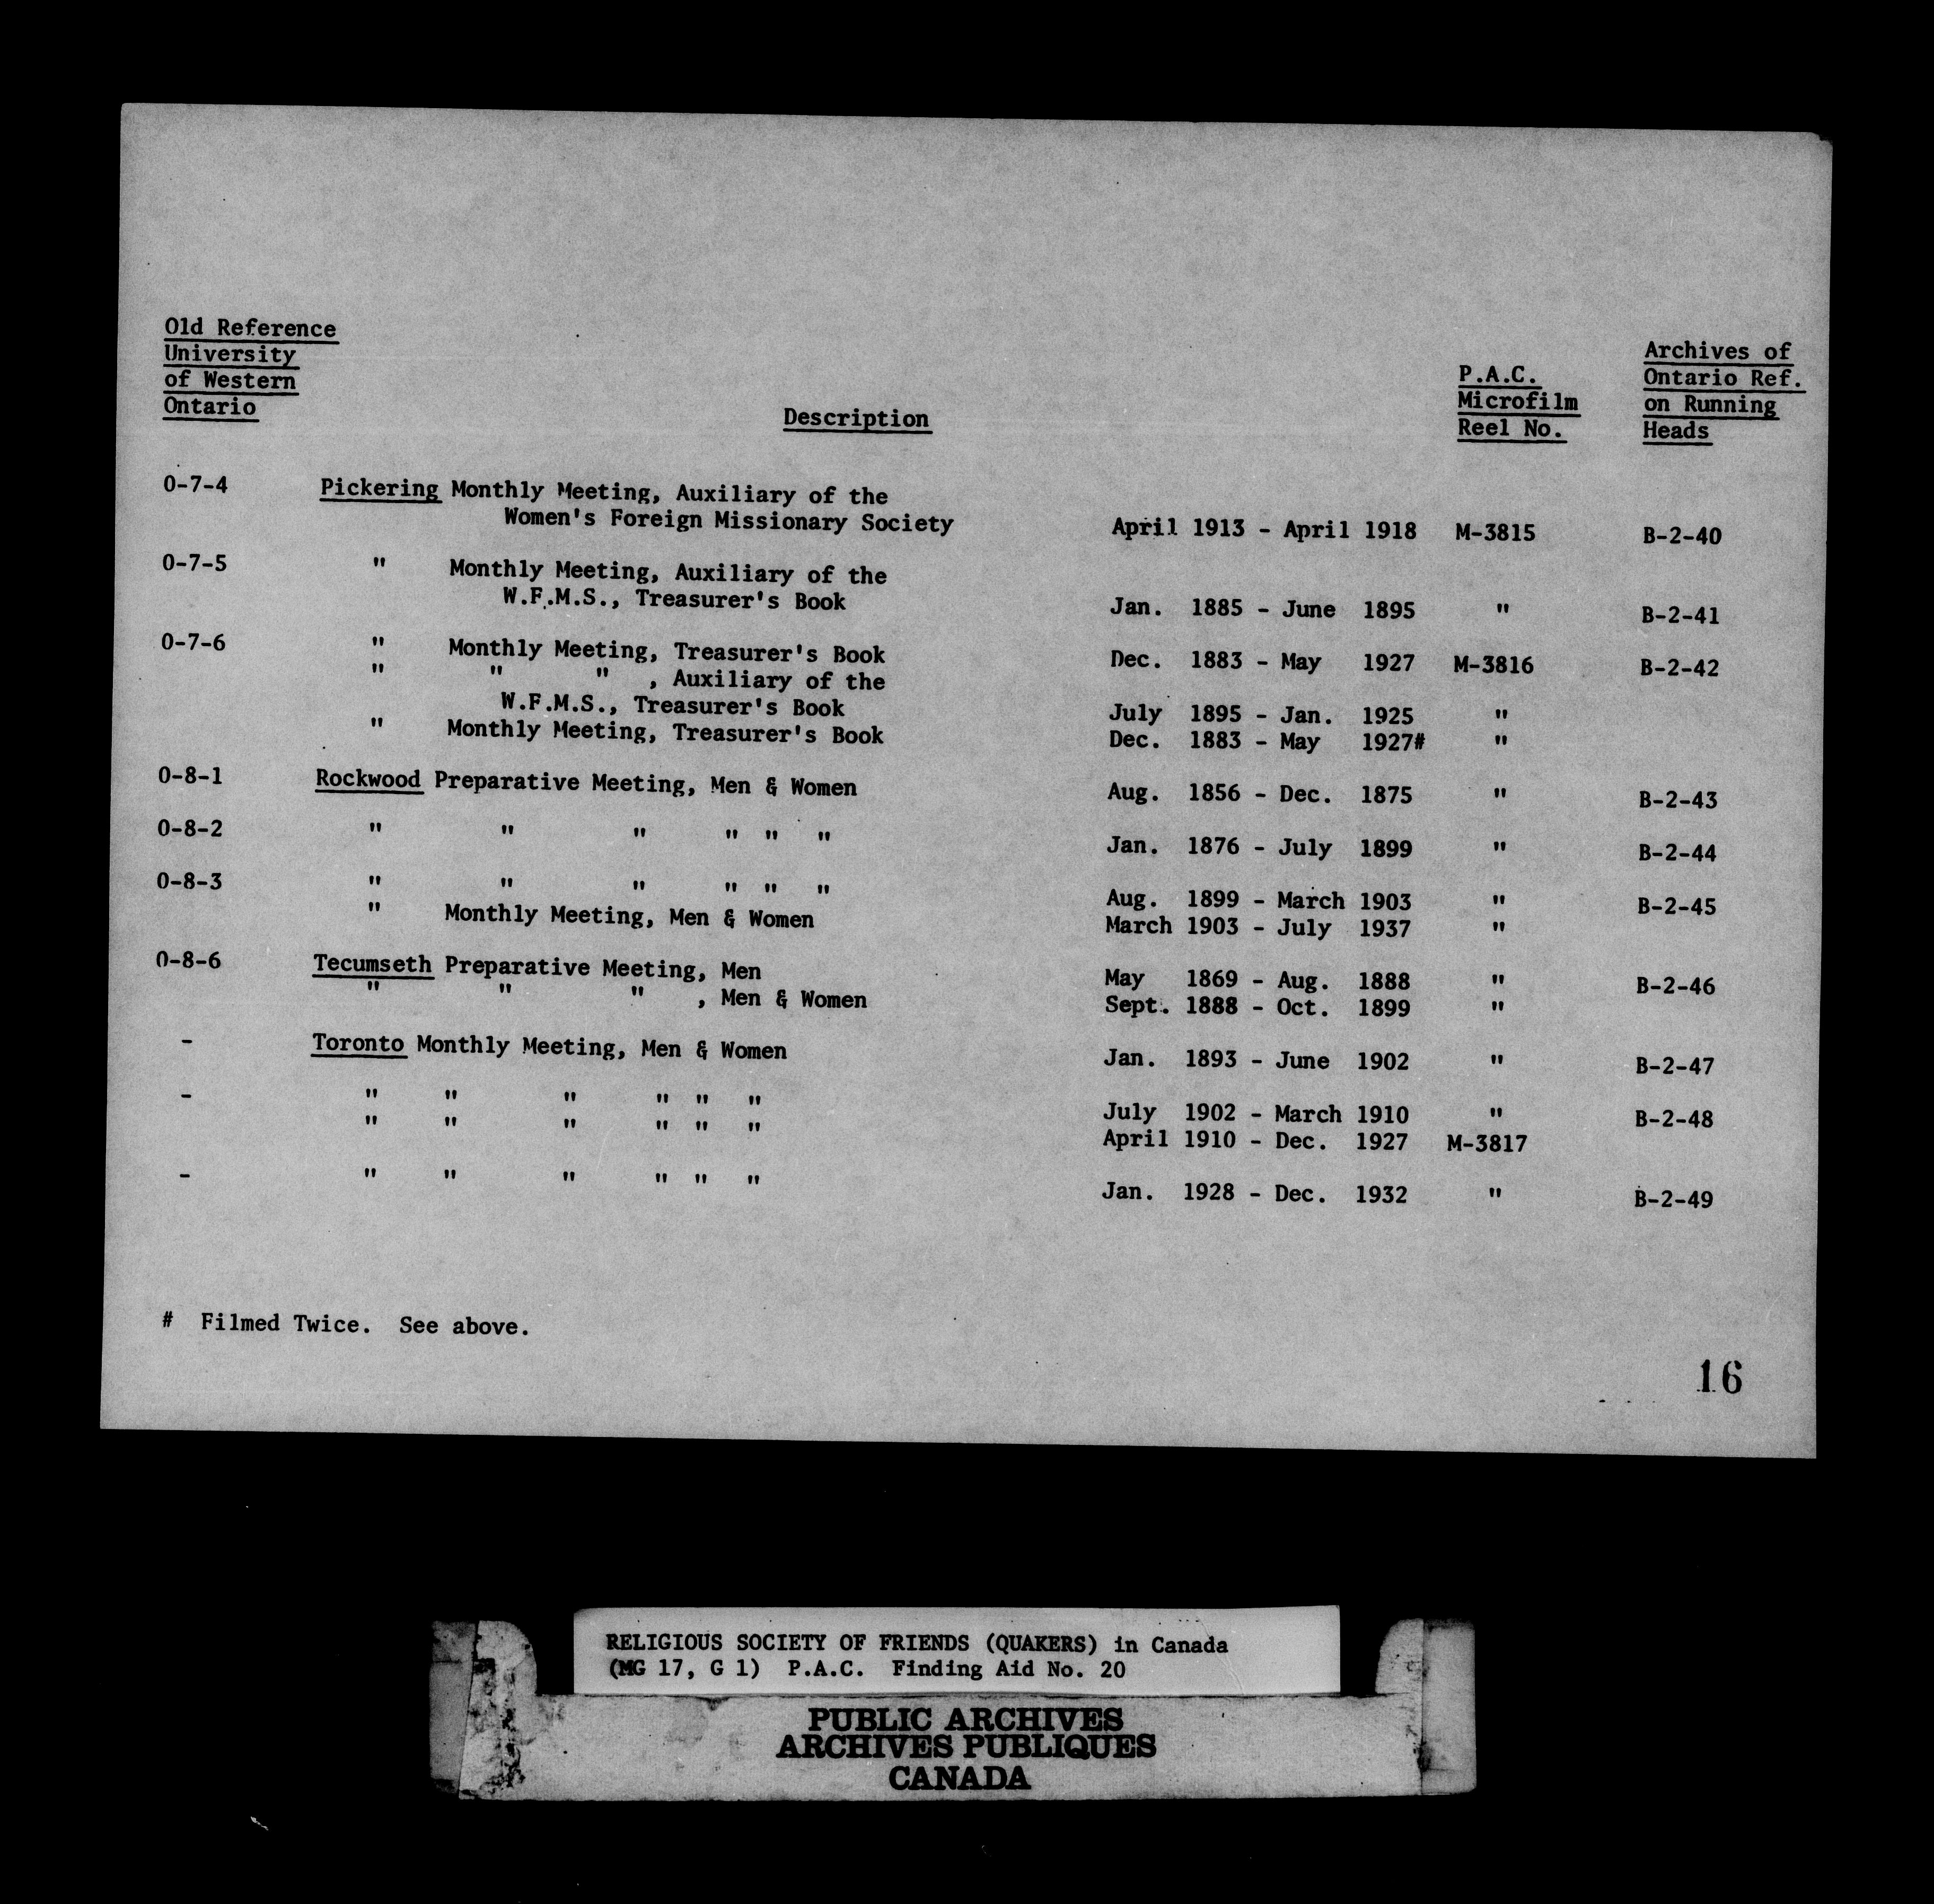 Old Reference
University
of Western
Ontario
Description
P.A.C.
Microfilm
Reel No.
Archives of
Ontario Ref.
on Running
Heads
0-7-4 Pickering Monthly Meeting, Auxiliary of the
Women's Foreign Missionary Society April 1913 - April 1918 M-3815 B-2-40
0-7-5 " Monthly Meeting, Auxiliary of the
W.F.M.S., Treasurer's Book Jan. 1885 - June 1895 " B-2-41
0-7-6 " Monthly Meeting, Treasurer's Book Dec. 1883 - May 1927 M-3816 B-2-42
" " " , Auxiliary of the
W.F.M.S., Treasurer's Book July 1895 - Jan. 1925 "
" Monthly Meeting, Treasurer's Book Dec. 1883 - May 1927# "
0-8-1 Rockwood Preparative Meeting, Men & Women Aug. 1856 - Dec. 1875 " B-2-43
0-8-2 " " " " " " Jan. 1876 - July 1899 " B-2-44
0-8-3 " " " " " " Aug. 1899 - March 1903 " B-2-45
" Monthly Meeting, Men & Women March 1903 - July 1937 "
0-8-6 Tecumseth Preparative Meeting, Men May 1869 - Aug. 1888 " B-2-46
" " " , Men & Women Sept. 1888 - Oct. 1899 "
- Toronto Monthly Meeting, Men & Women Jan. 1893 - June 1902 " B-2-47
- " " " " " " July 1902 - March 1910 " B-2-48
" " " " " " April 1910 - Dec. 1927 M-3817
- " " " " " " Jan. 1928 - Dec. 1932 " B-2-49
# Filmed Twice. See above.
16
RELIGIOUS SOCIETY OF FRIENDS (QUAKERS) in Canada
(MG 17, G 1) P.A.C. Finding Aid No. 20
PUBLIC ARCHIVES
ARCHIVES PUBLIQUES
CANADA